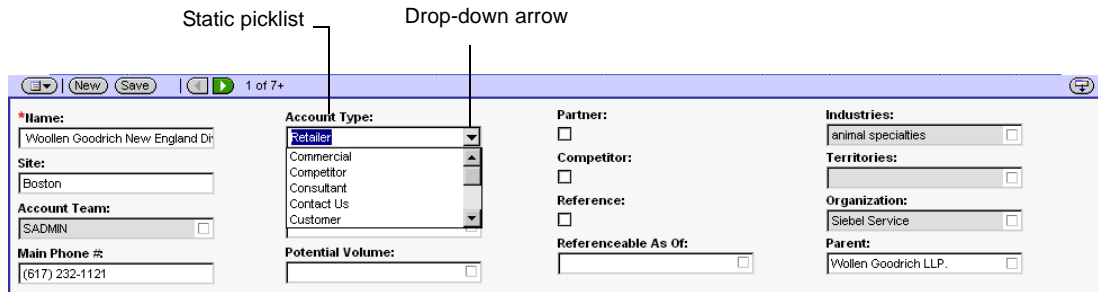 Static picklist
Drop-down arrow
New
Save
1 of 7+
*Name:
Woollen Goodrich New England Div
Site:
Boston
Account Team:
SADMIN
Main Phone #:
(617) 232-1121
Account Type:
Retailer
Commercial
Competitor
Consultant
Contact Us
Customer
Potential Volume:
Partner:
Competitor:
Reference:
Referenceable As Of:
Industries:
animal specialties
Territories:
Organization:
Siebel Service
Parent:
Wollen Goodrich LLP.